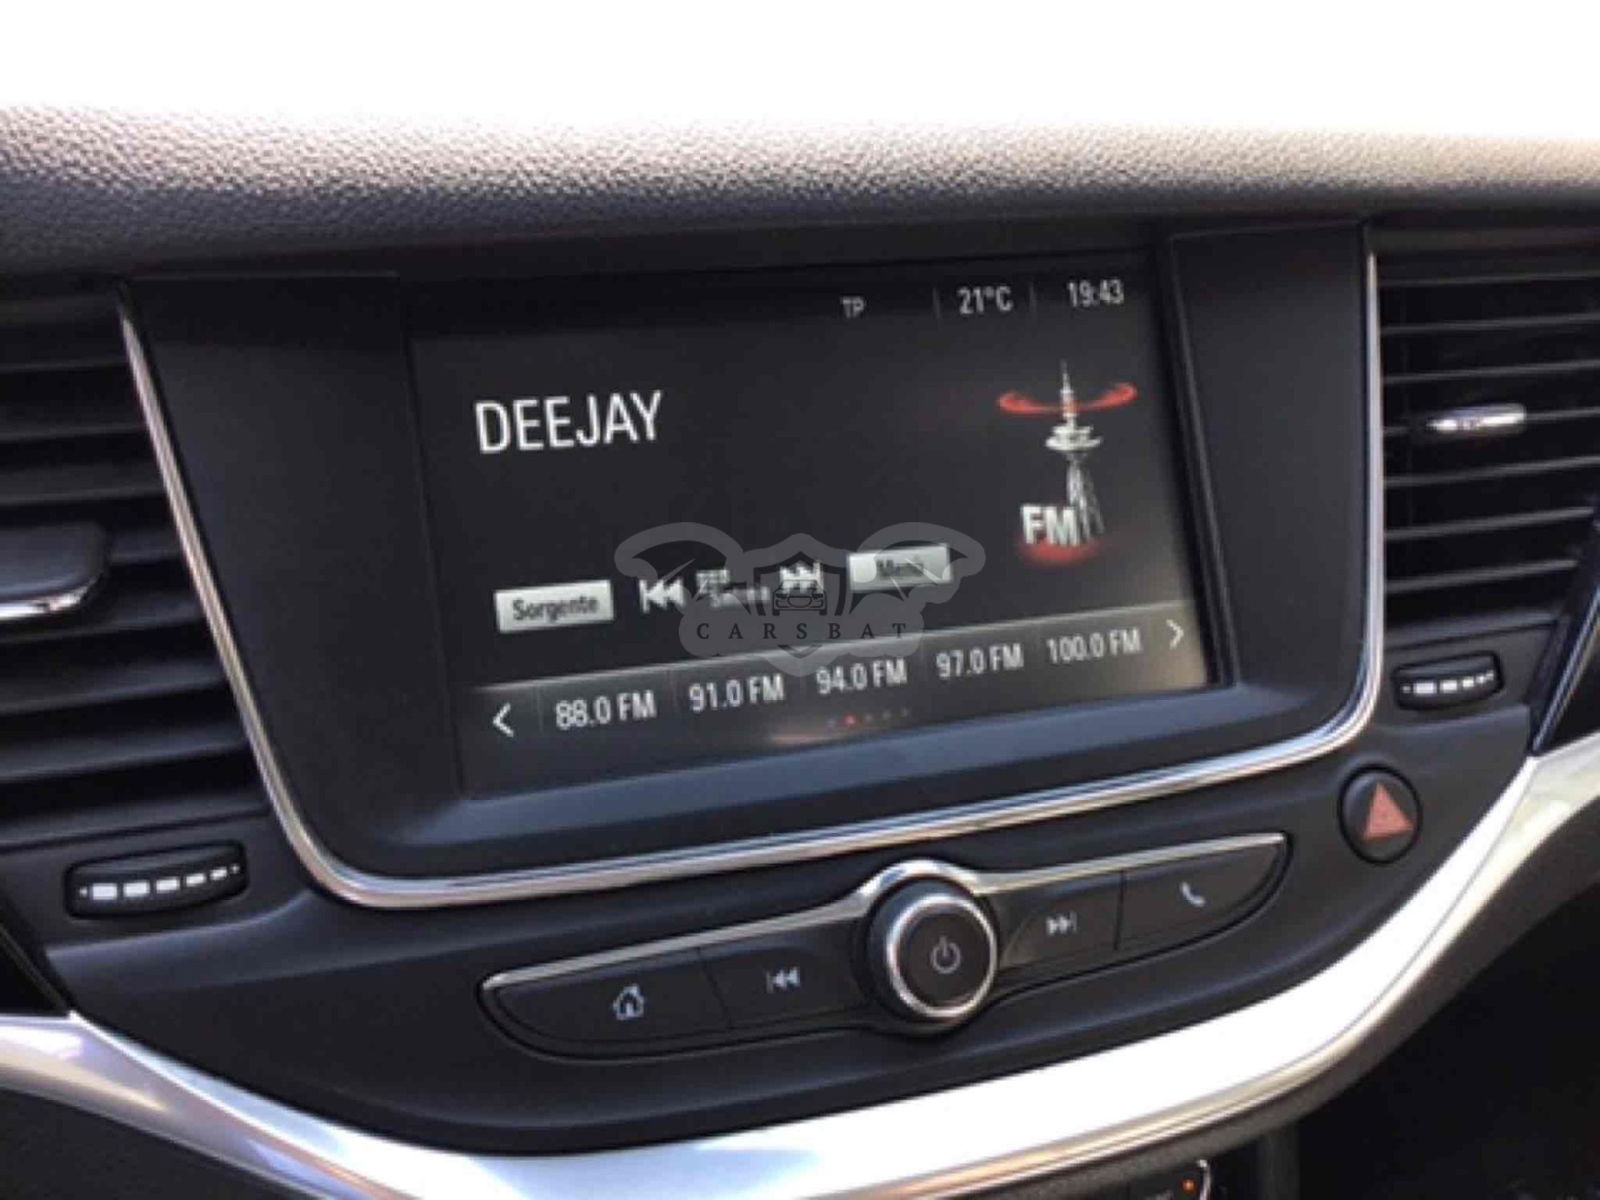 TP 21°C 19:43
DEEJAY
FM
Sorgente Menu
CARSBAT
88.0 FM 91.0 FM 94.0 FM 97.0 FM 100.0 FM